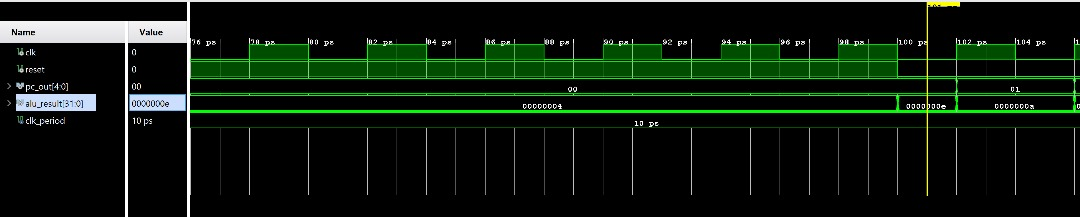 Name Value
76 ps 78 ps 80 ps 82 ps 84 ps 86 ps 88 ps 90 ps 92 ps 94 ps 96 ps 98 ps 100 ps 102 ps 104 ps
clk 0
reset 0
pc_out[4:0] 00 00 01
alu_result[31:0] 0000000e 00000004 0000000e 0000000a
clk_period 10 ps 10 ps